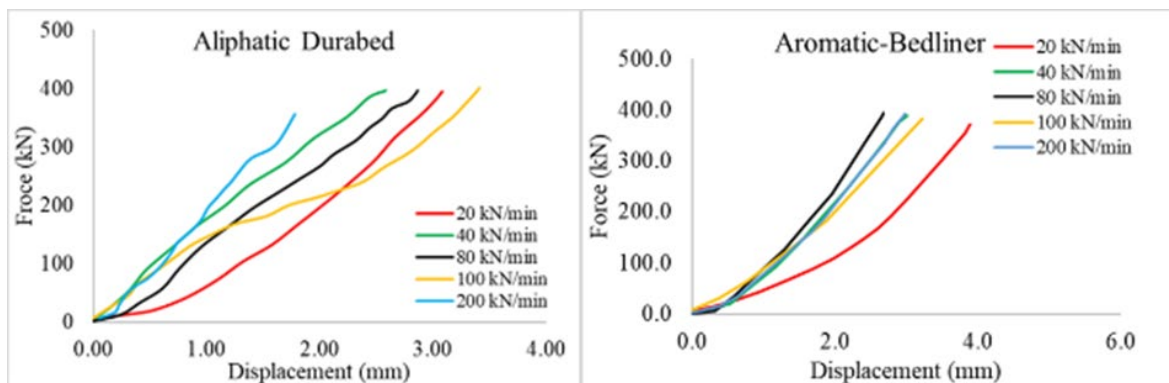 Aliphatic Durabed
Froce (kN)
500
400
300
200
100
0
20 kN/min
40 kN/min
80 kN/min
100 kN/min
200 kN/min
0.00 1.00 2.00 3.00 4.00
Displacement (mm)
Aromatic-Bedliner
Force (kN)
500.0
400.0
300.0
200.0
100.0
0.0
20 kN/min
40 kN/min
80 kN/min
100 kN/min
200 kN/min
0.0 2.0 4.0 6.0
Displacement (mm)